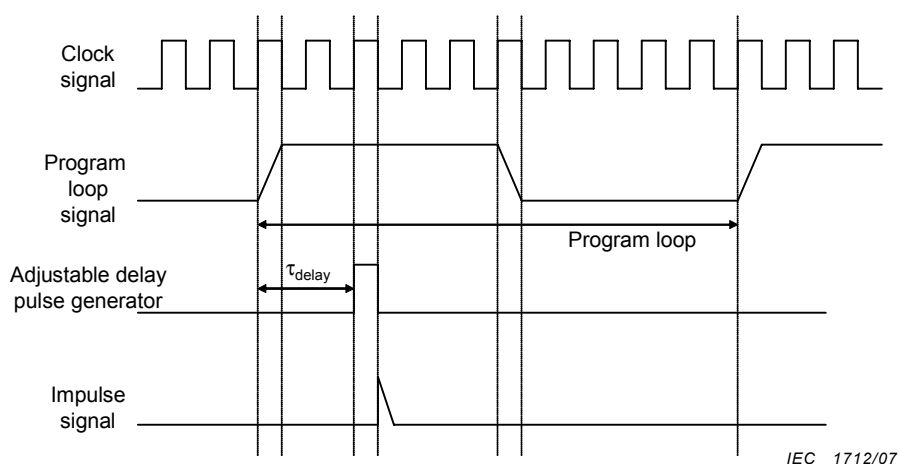 Clock
signal
Program
loop
signal
Program loop
Adjustable delay
pulse generator
τdelay
Impulse
signal
IEC 1712/07